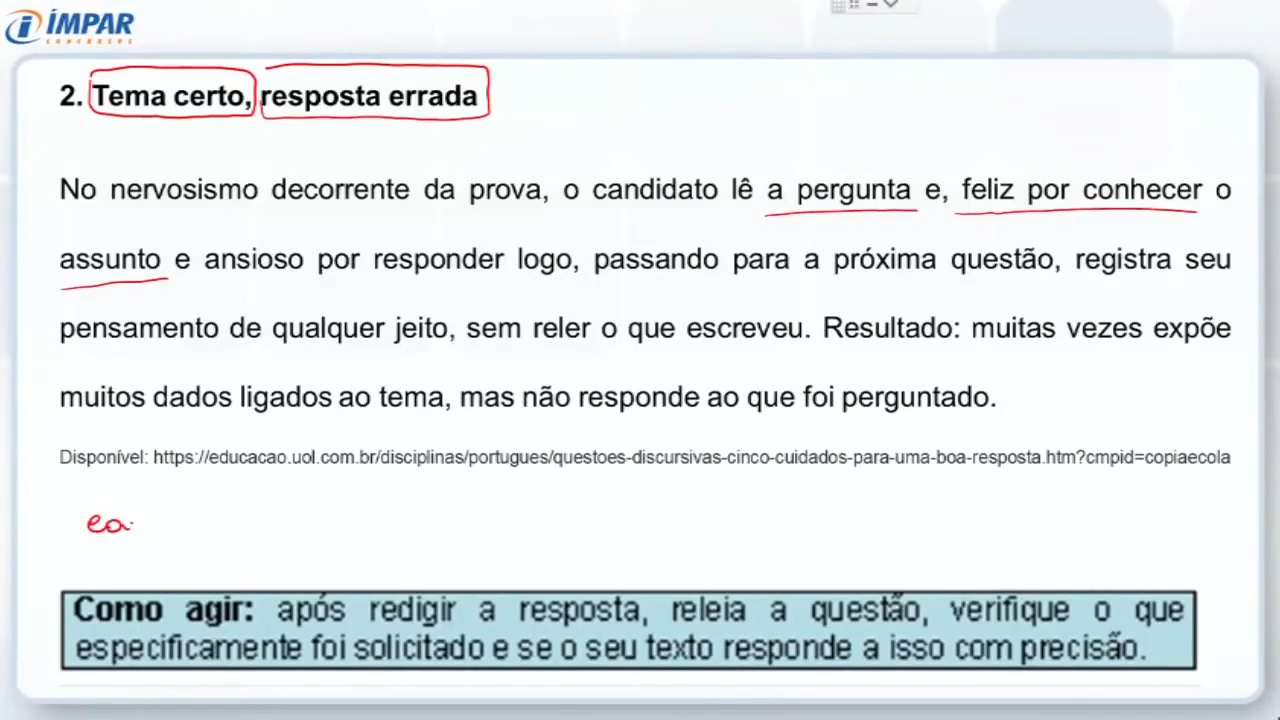 ÍMPAR
CONCURSOS
2. Tema certo, resposta errada
No nervosismo decorrente da prova, o candidato lê a pergunta e, feliz por conhecer o
assunto e ansioso por responder logo, passando para a próxima questão, registra seu
pensamento de qualquer jeito, sem reler o que escreveu. Resultado: muitas vezes expõe
muitos dados ligados ao tema, mas não responde ao que foi perguntado.
Disponível: https://educacao.uol.com.br/disciplinas/portugues/questoes-discursivas-cinco-cuidados-para-uma-boa-resposta.htm?cmpid=copiaecola
ea
Como agir: após redigir a resposta, releia a questão, verifique o que
especificamente foi solicitado e se o seu texto responde a isso com precisão.